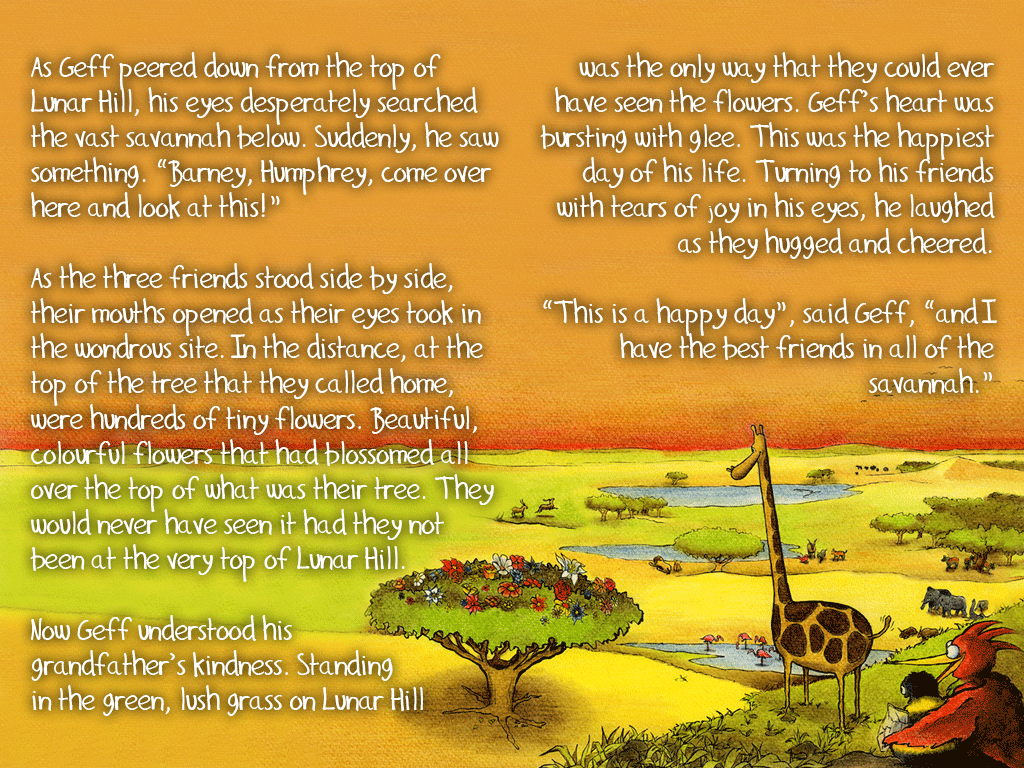 As Geff peered down from the top of
Lunar Hill, his eyes desperately searched
the vast savannah below. Suddenly, he saw
something. “Barney, Humphrey, come over
here and look at this!”
As the three friends stood side by side,
their mouths opened as their eyes took in
the wondrous site. In the distance, at the
top of the tree that they called home,
were hundreds of tiny flowers. Beautiful,
colourful flowers that had blossomed all
over the top of what was their tree. They
would never have seen it had they not
been at the very top of Lunar Hill.
Now Geff understood his
grandfather’s kindness. Standing
in the green, lush grass on Lunar Hill
was the only way that they could ever
have seen the flowers. Geff’s heart was
bursting with glee. This was the happiest
day of his life. Turning to his friends
with tears of joy in his eyes, he laughed
as they hugged and cheered.
“This is a happy day”, said Geff, “and I
have the best friends in all of the
savannah.”